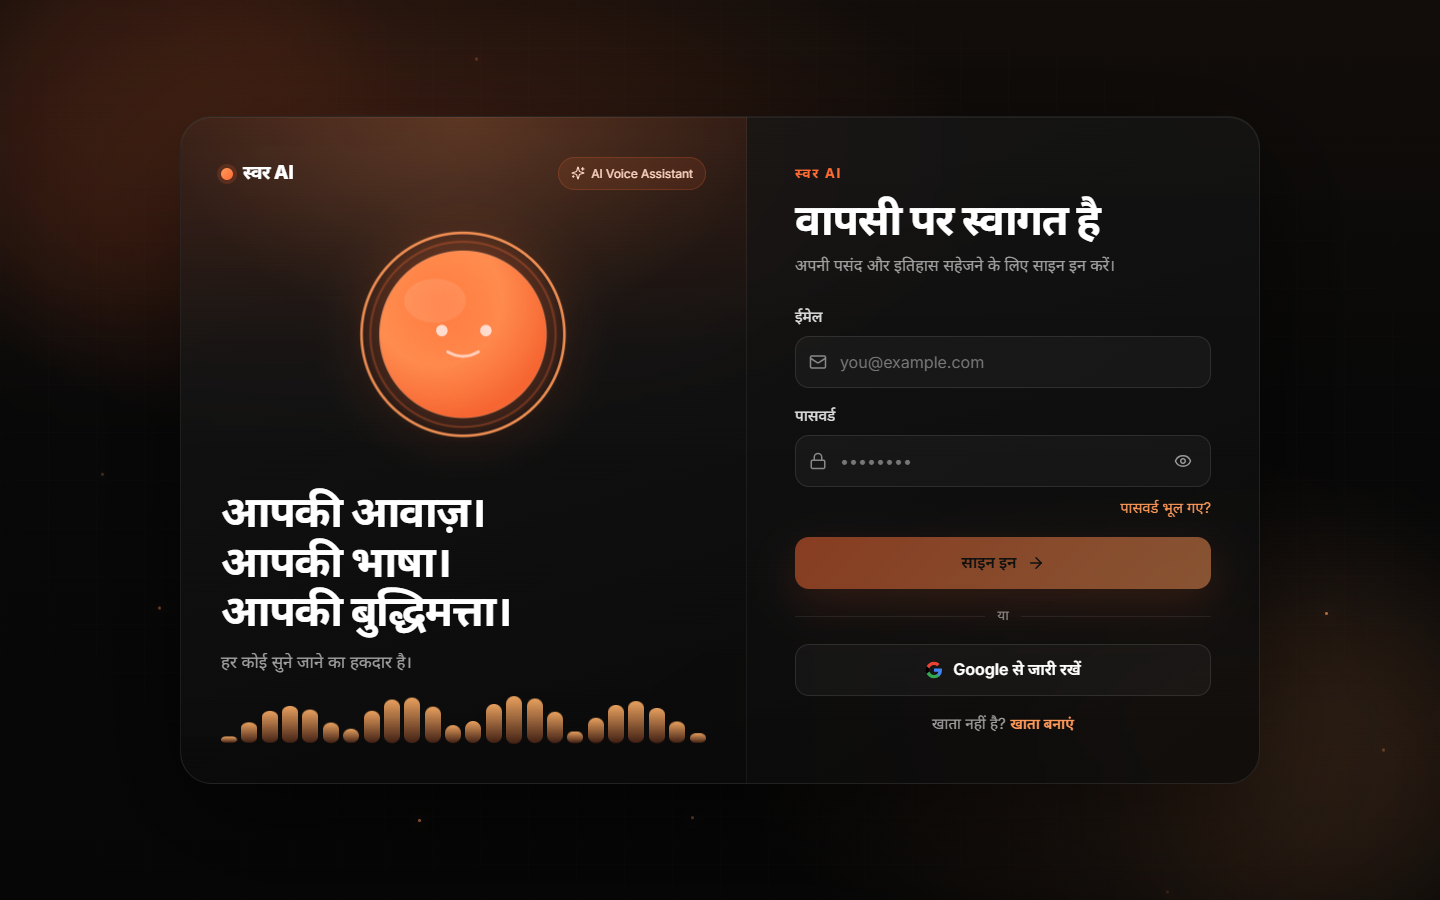 स्वर AI
AI Voice Assistant
आपकी आवाज़।
आपकी भाषा।
आपकी बुद्धिमत्ता।
हर कोई सुने जाने का हकदार है।
स्वर AI
वापसी पर स्वागत है
अपनी पसंद और इतिहास सहेजने के लिए साइन इन करें।
ईमेल
you@example.com
पासवर्ड
••••••••
पासवर्ड भूल गए?
साइन इन →
या
Google से जारी रखें
खाता नहीं है? खाता बनाएं